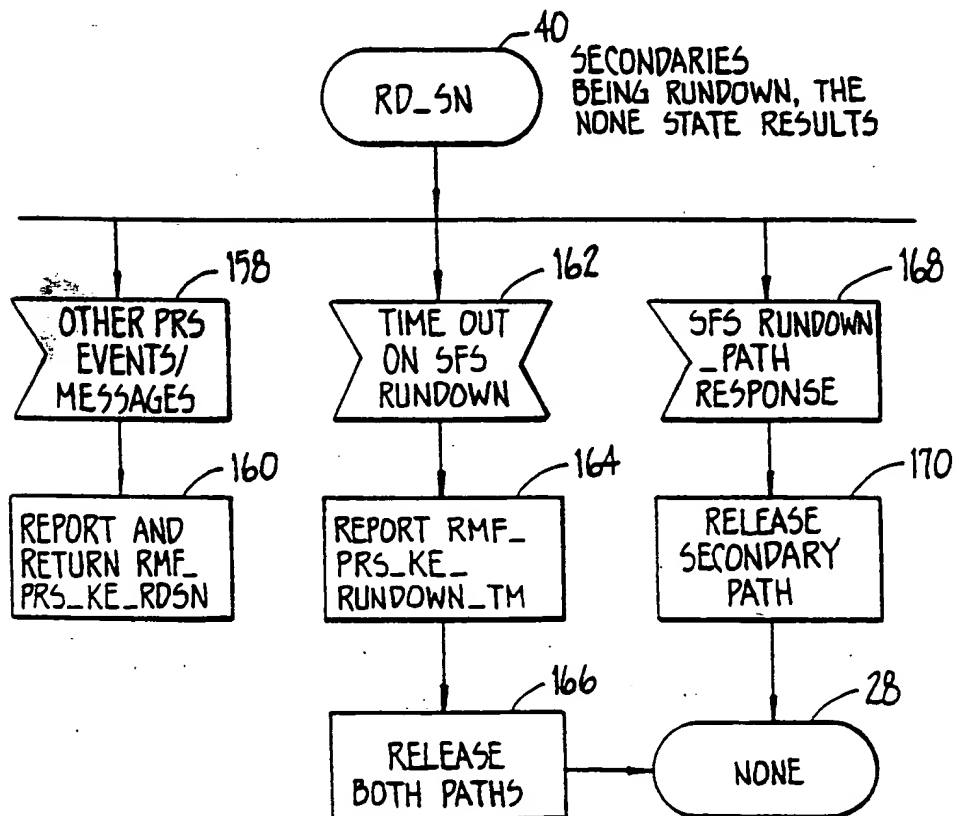 40
RD_SN
SECONDARIES
BEING RUNDOWN, THE
NONE STATE RESULTS
158
OTHER PRS
EVENTS/
MESSAGES
160
REPORT AND
RETURN RMF_
PRS_KE_RDSN
162
TIME OUT
ON SFS
RUNDOWN
164
REPORT RMF_
PRS_KE_
RUNDOWN_TM
166
RELEASE
BOTH PATHS
168
SFS RUNDOWN
_PATH
RESPONSE
170
RELEASE
SECONDARY
PATH
28
NONE